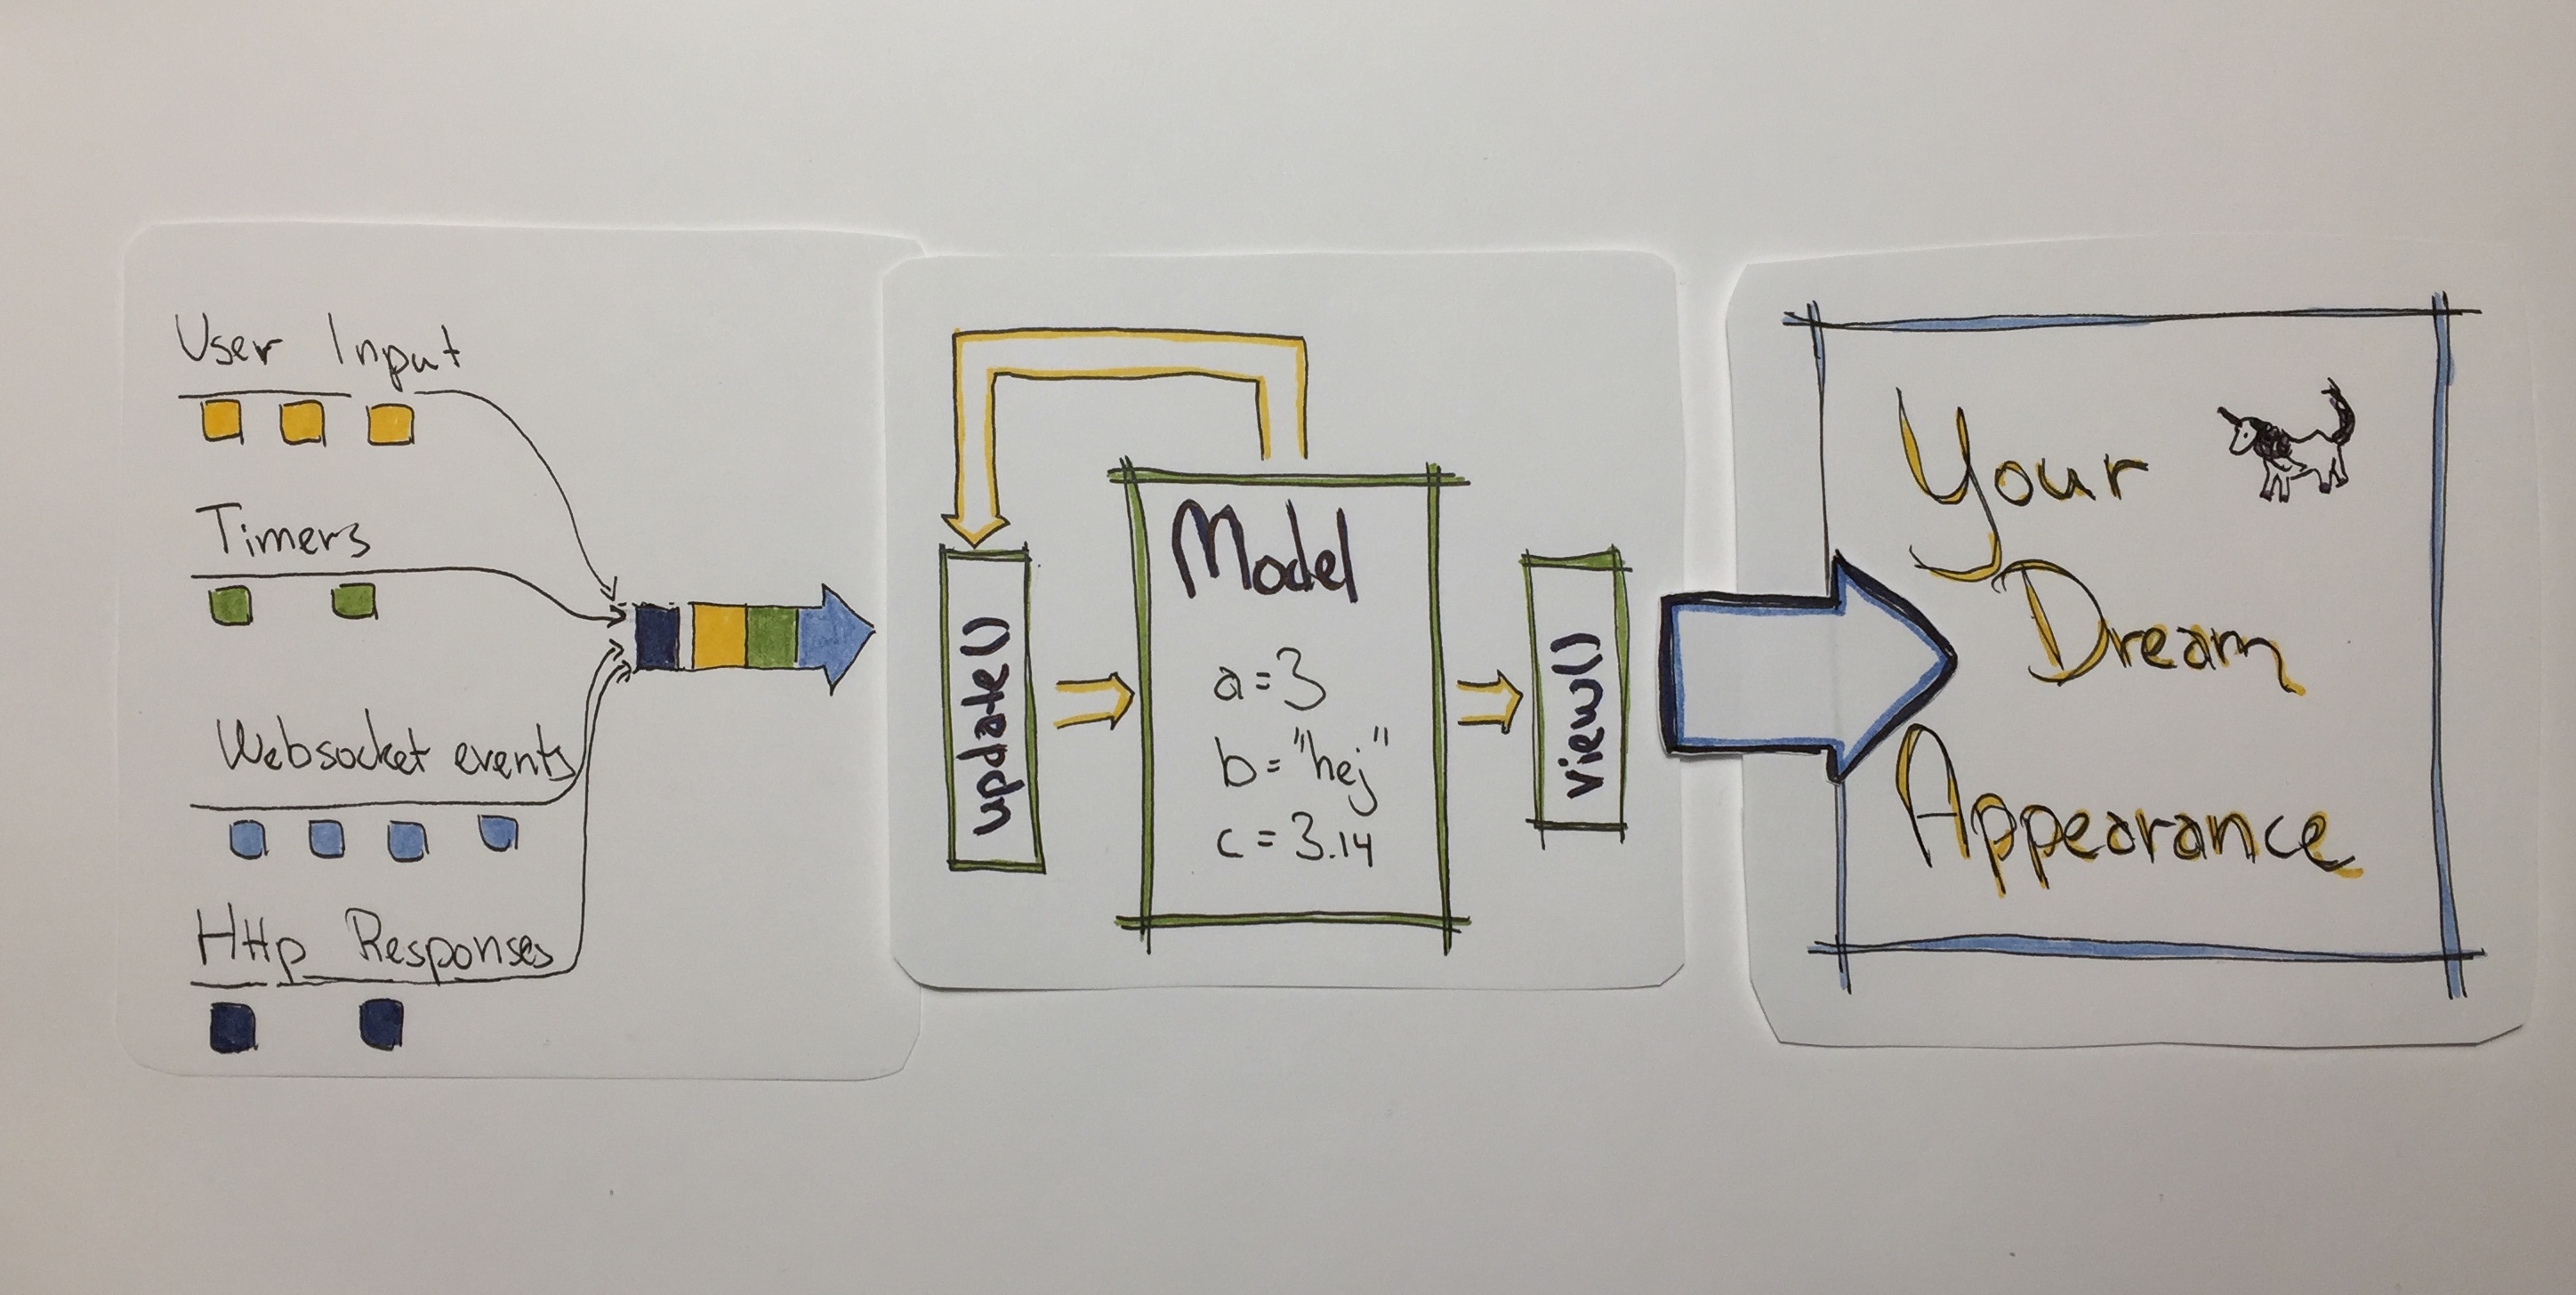 User Input
Timers
Websocket events
Http Responses
update()
Model
a=3
b="hej"
c=3.14
view()
Your
Dream
Appearance